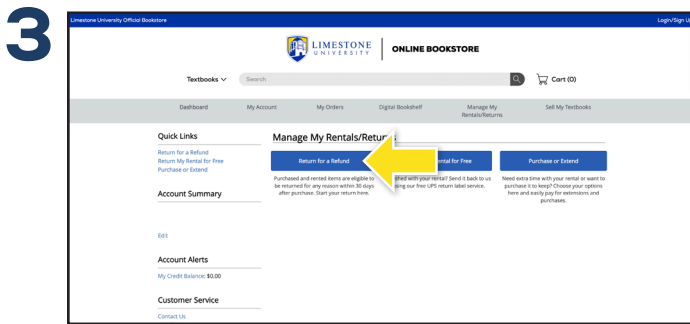 3
Limestone University Official Bookstore
Login/Sign U
LIMESTONE
UNIVERSITY
ONLINE BOOKSTORE
Textbooks
Search
Cart (0)
Dashboard
My Account
My Orders
Digital Bookshelf
Manage My
Rentals/Returns
Sell My Textbooks
Quick Links
Return for a Refund
Return My Rental for Free
Purchase or Extend
Account Summary
Edit
Account Alerts
My Credit Balance: $0.00
Customer Service
Contact Us
Manage My Rentals/Returns
Return for a Refund
Purchased and rented items are eligible to
be returned for any reason within 30 days
after purchase. Start your return here.
ental for Free
shed with your rental? Send it back to us
sing our free UPS return label service.
Purchase or Extend
Need extra time with your rental or want to
purchase it to keep? Choose your options
here and easily pay for extensions and
purchases.